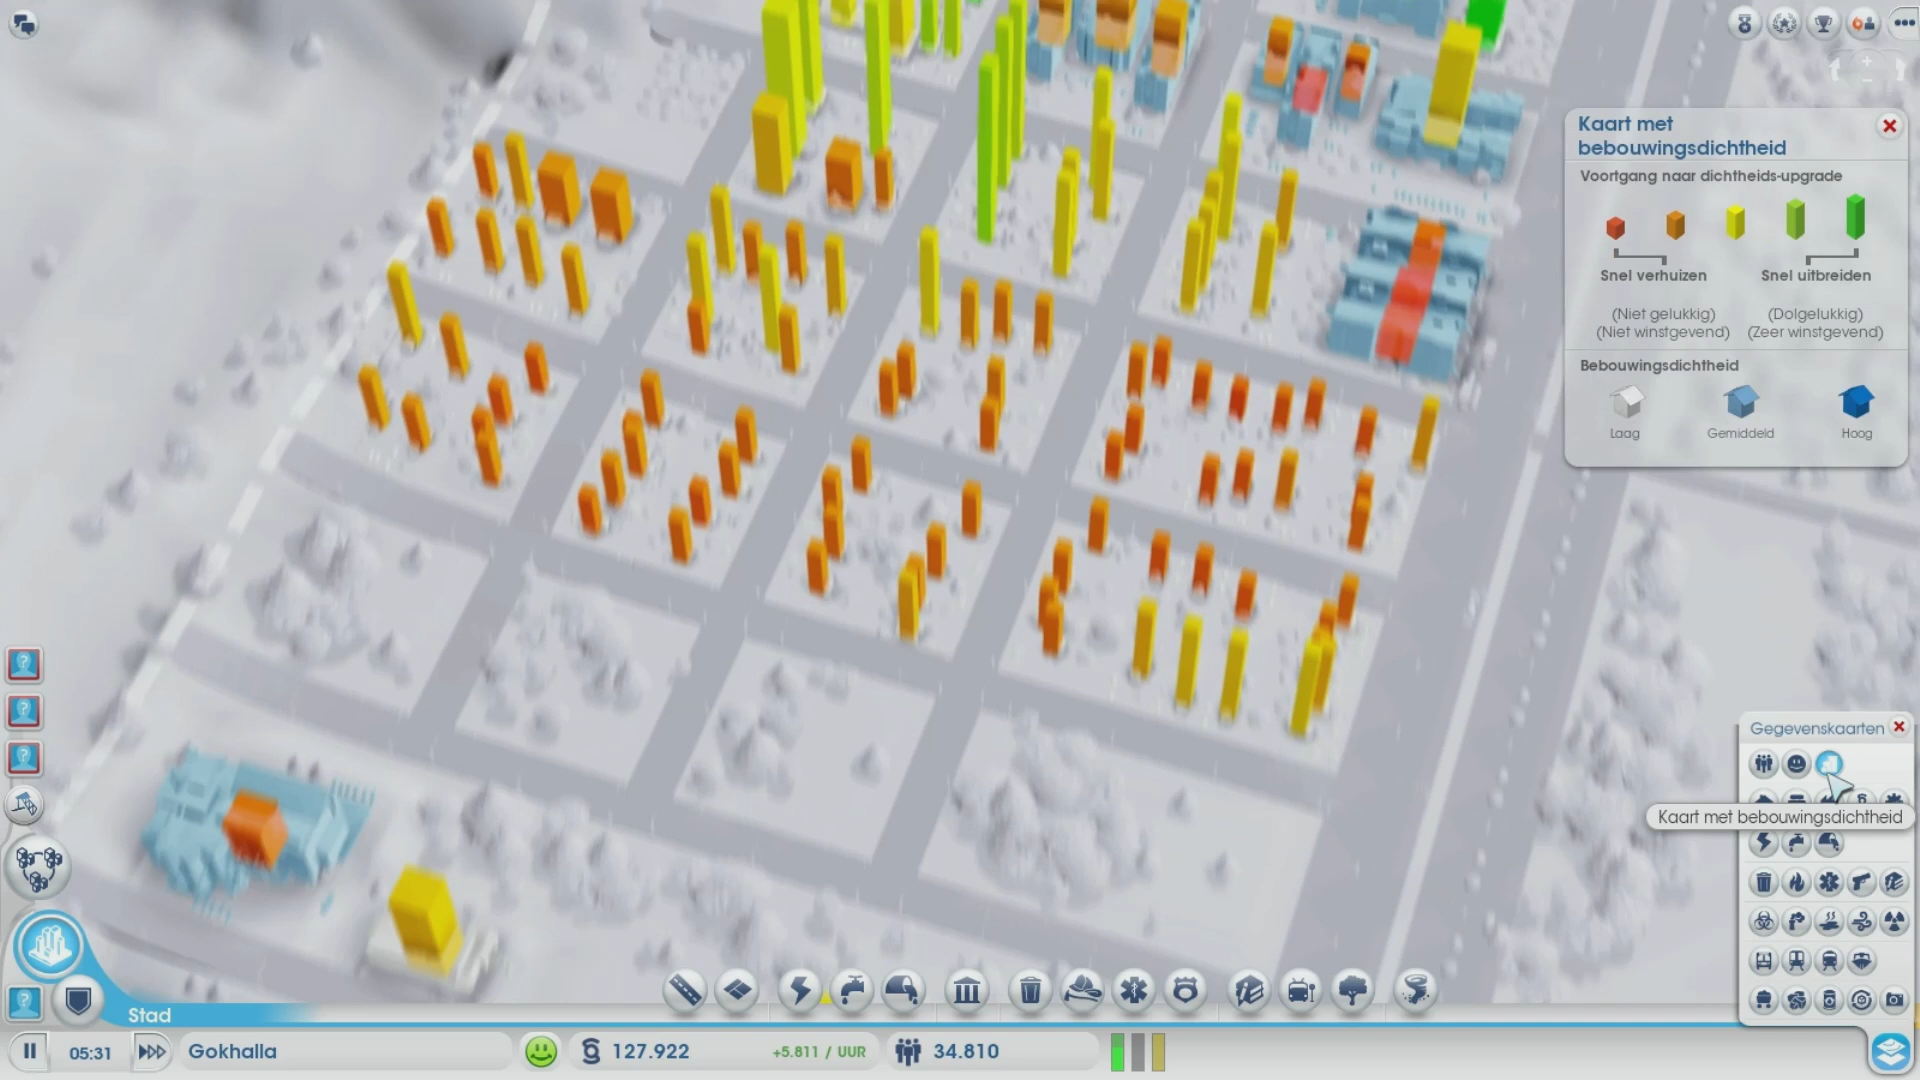 Kaart met
bebouwingsdichtheid
Voortgang naar dichtheids-upgrade
Snel verhuizen
Snel uitbreiden
(Niet gelukkig)
(Dolgelukkig)
(Niet winstgevend)
(Zeer winstgevend)
Bebouwingsdichtheid
Laag
Gemiddeld
Hoog
Gegevenskaarten
Kaart met bebouwingsdichtheid
Stad
05:31
Gokhalla
127.922
+5.811 / UUR
34.810